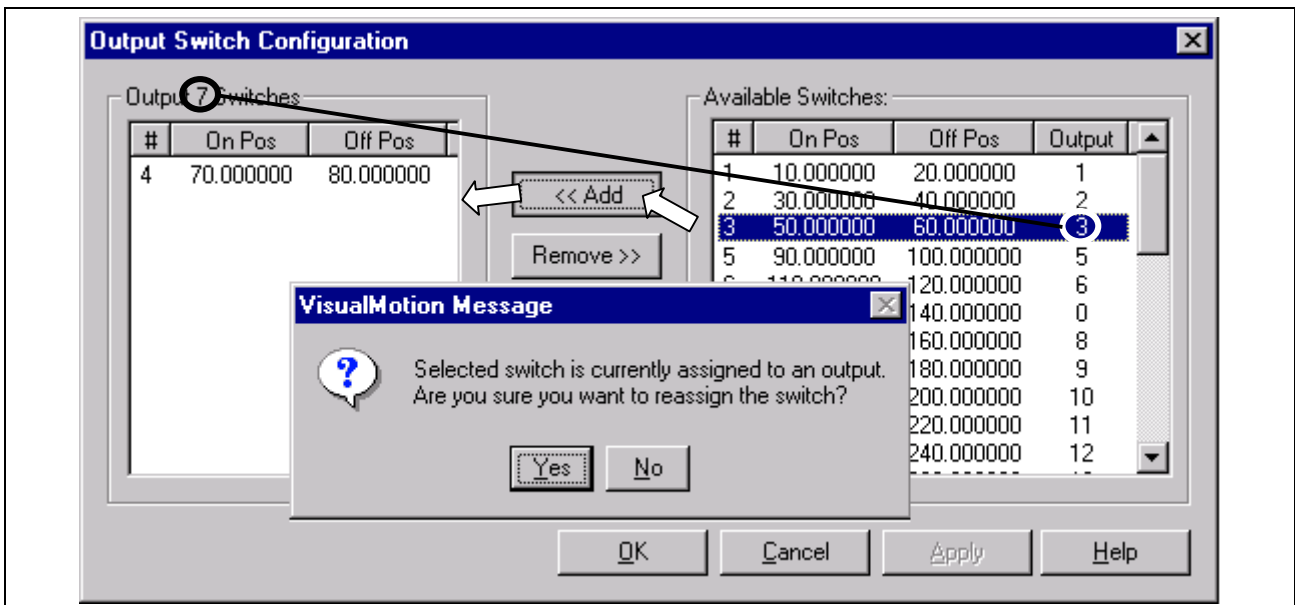 Output Switch Configuration
Output 7 Switches
# On Pos Off Pos
4 70.000000 80.000000
<< Add
Remove >>
Available Switches:
# On Pos Off Pos Output
1 10.000000 20.000000 1
2 30.000000 40.000000 2
3 50.000000 60.000000 3
5 90.000000 100.000000 5
120.000000 6
140.000000 0
160.000000 8
180.000000 9
200.000000 10
220.000000 11
240.000000 12
VisualMotion Message
Selected switch is currently assigned to an output.
Are you sure you want to reassign the switch?
Yes No
OK Cancel Apply Help